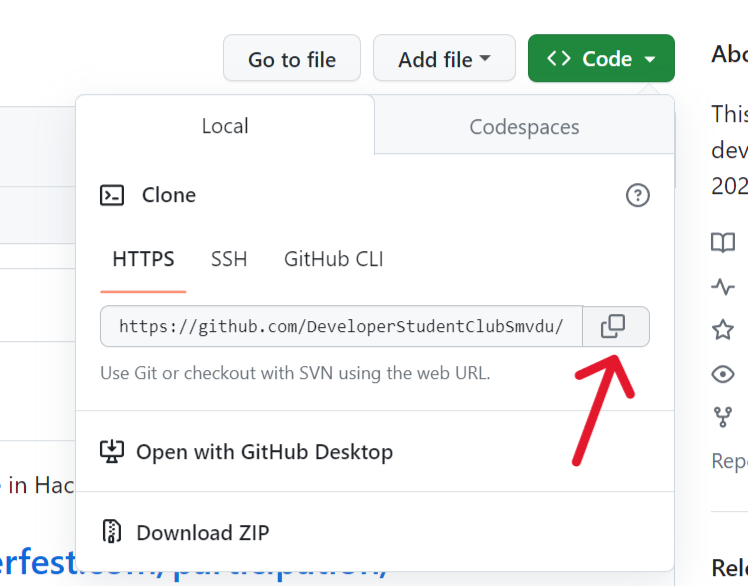 Go to file
Add file
Code
Local
Codespaces
Clone
HTTPS
SSH
GitHub CLI
https://github.com/DeveloperStudentClubSmvdu/
Use Git or checkout with SVN using the web URL.
Open with GitHub Desktop
Download ZIP
in Hac
Abo
This
dev
202
Repo
Rele